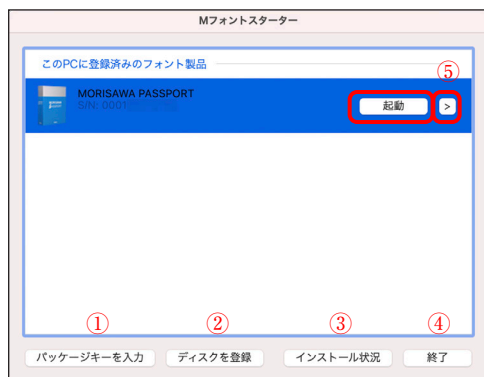 Mフォントスターター
このPCに登録済みのフォント製品
⑤
MORISAWA PASSPORT
S/N: 0001
起動 >
① ② ③ ④
パッケージキーを入力 ディスクを登録 インストール状況 終了